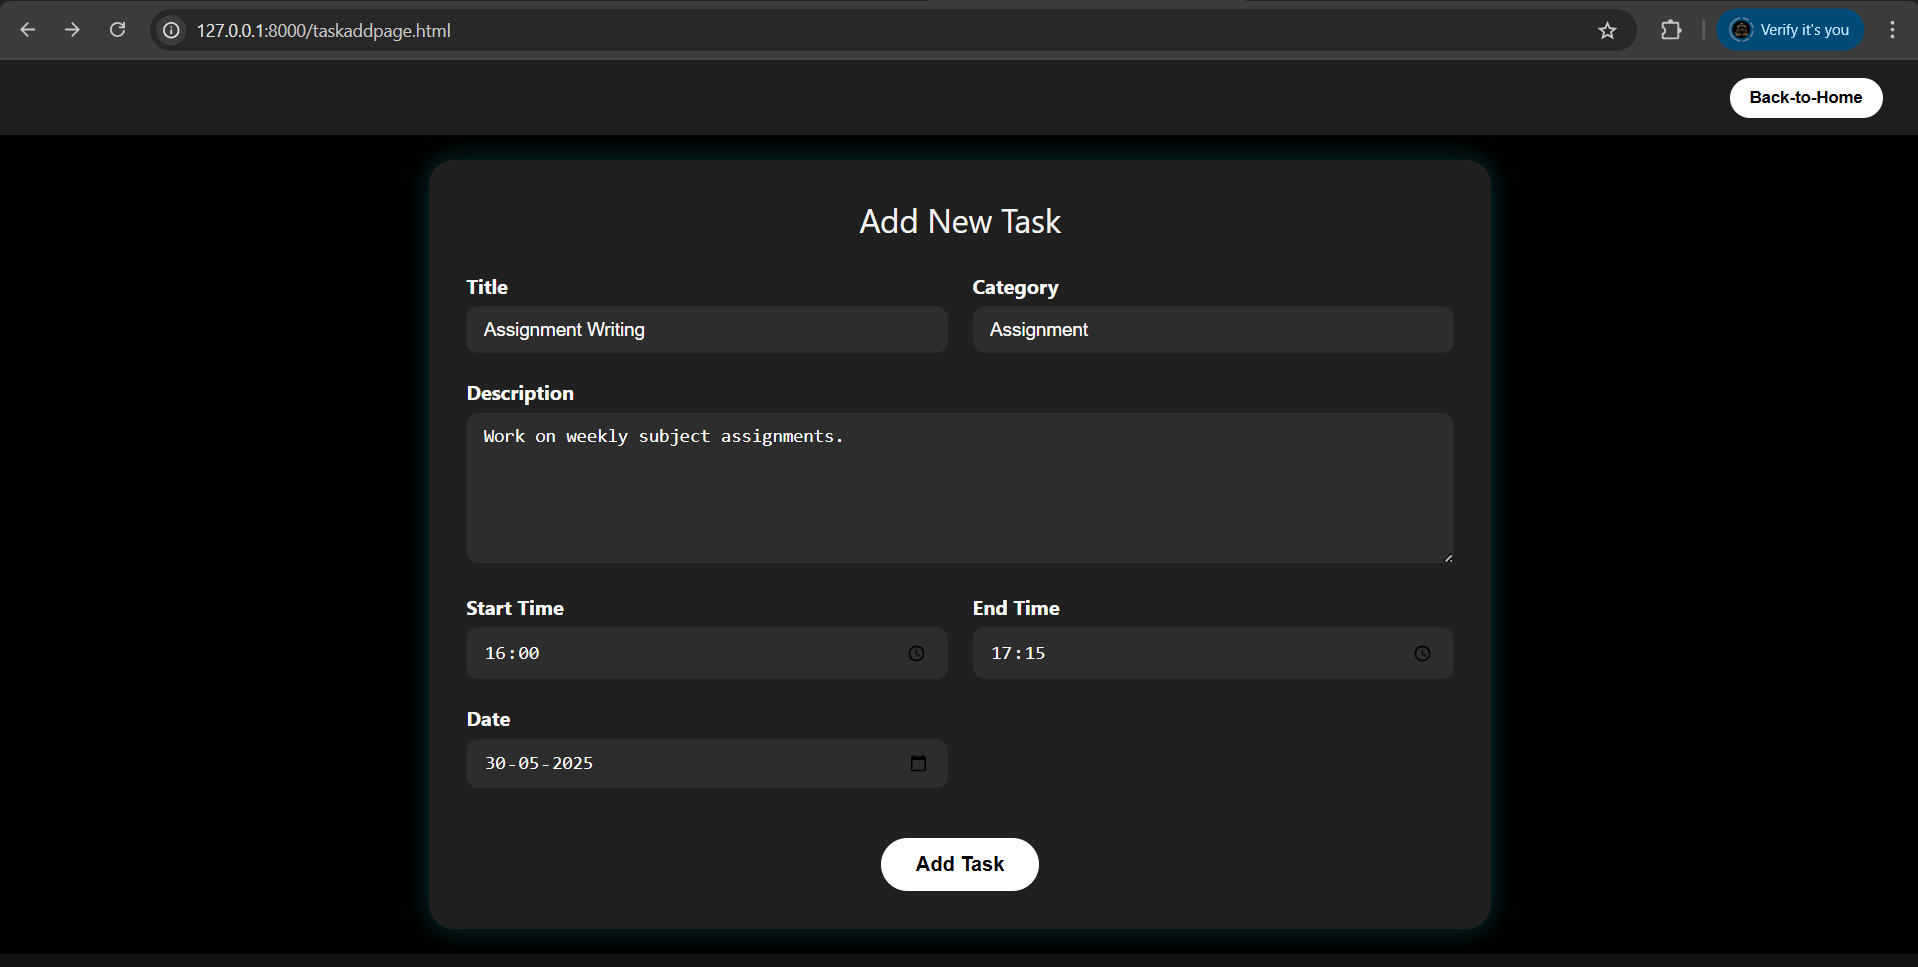 127.0.0.1:8000/taskaddpage.html
Verify it's you
Back-to-Home
Add New Task
Title
Category
Assignment Writing
Assignment
Description
Work on weekly subject assignments.
Start Time
End Time
16:00
17:15
Date
30-05-2025
Add Task